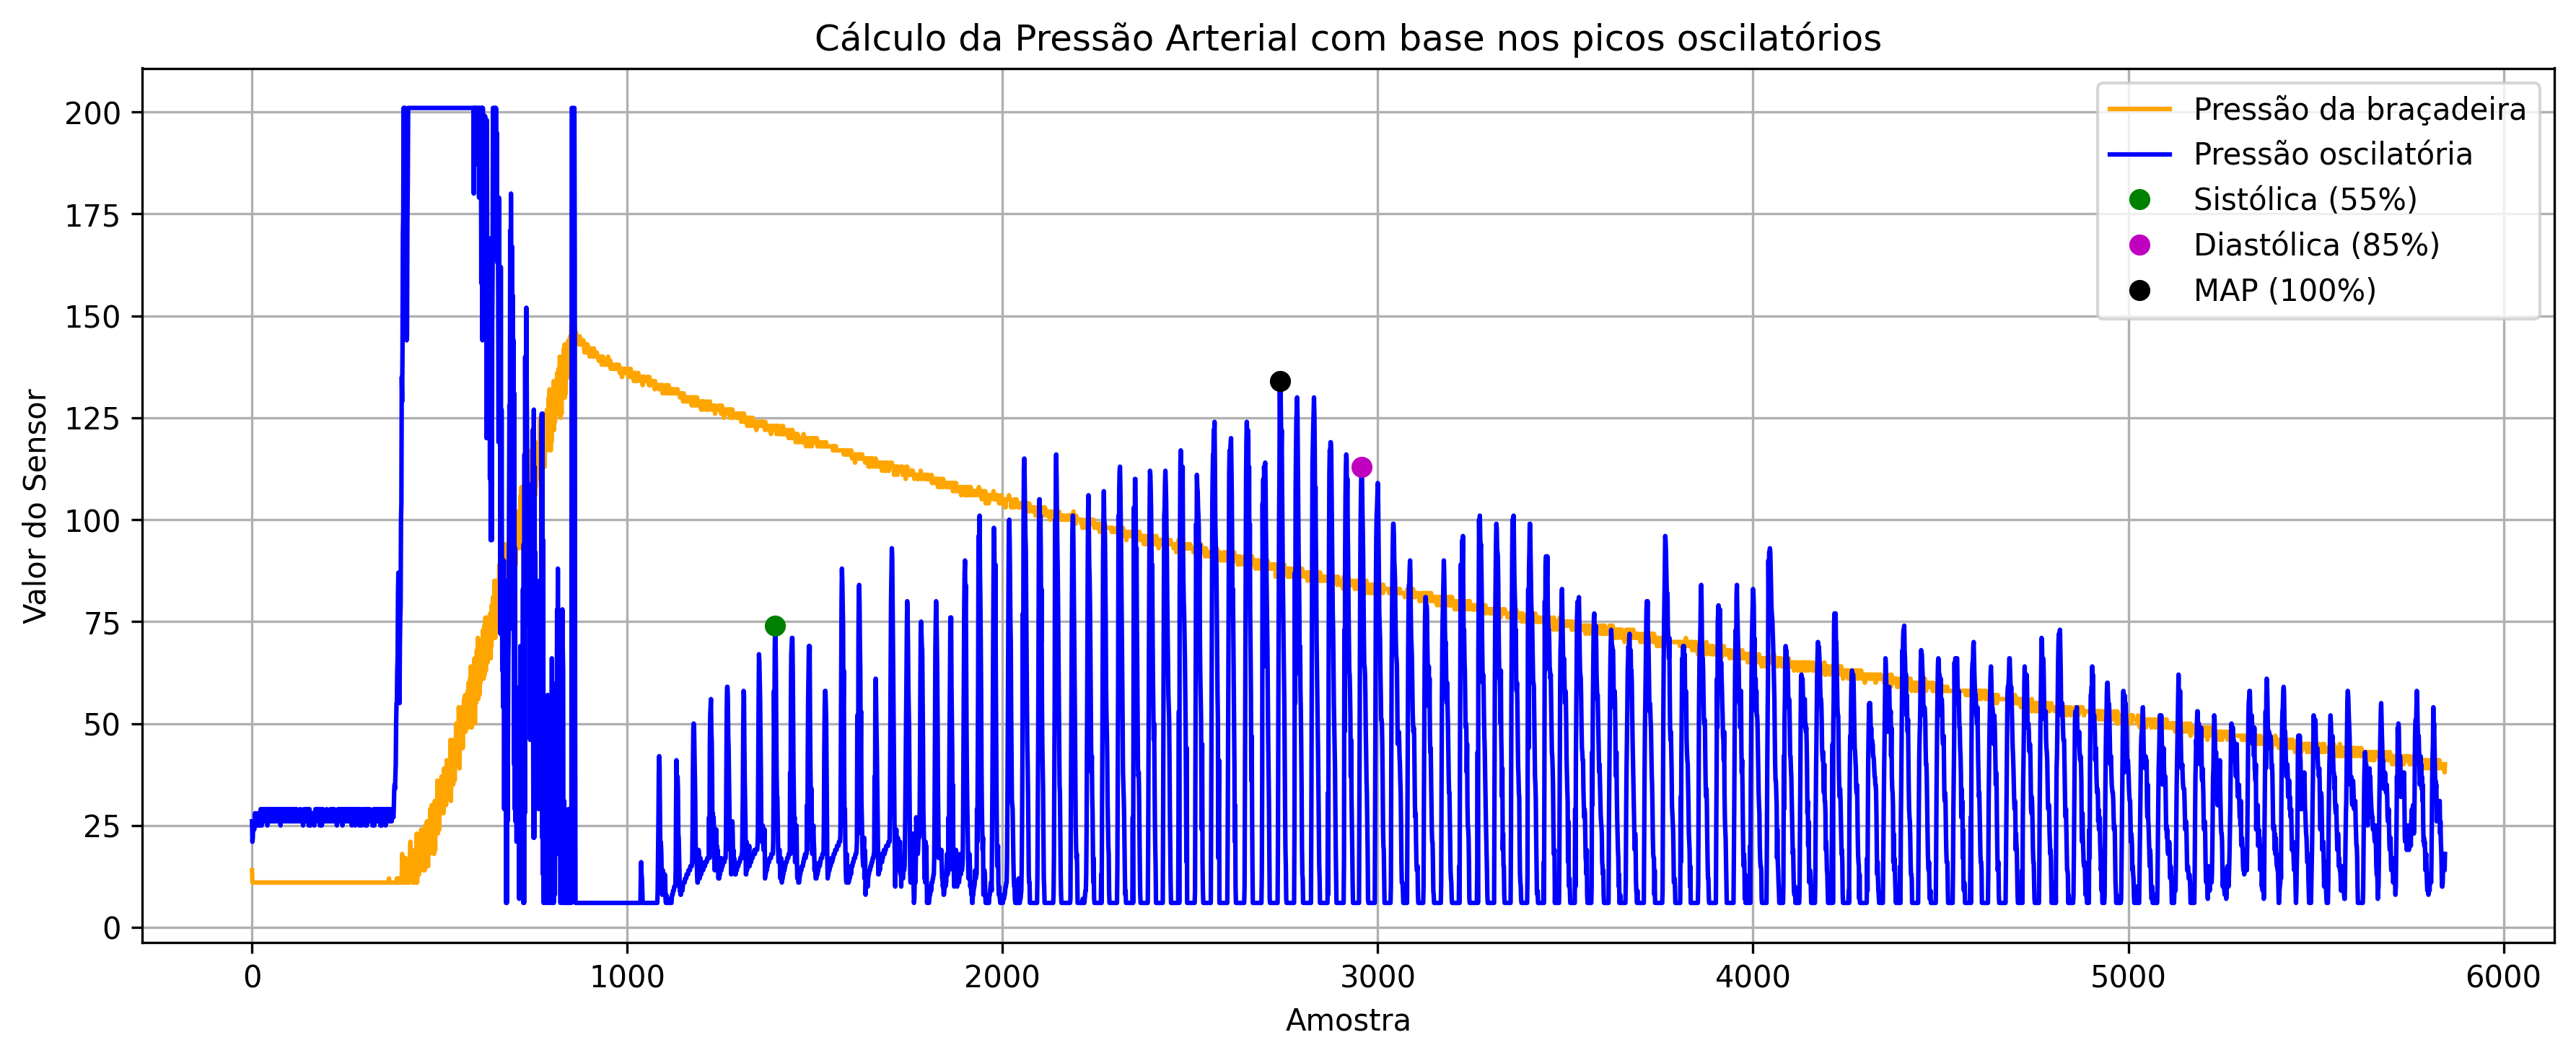 Cálculo da Pressão Arterial com base nos picos oscilatórios
200
175
150
125
100
75
50
25
0
Valor do Sensor
Pressão da braçadeira
Pressão oscilatória
Sistólica (55%)
Diastólica (85%)
MAP (100%)
0 1000 2000 3000 4000 5000 6000
Amostra